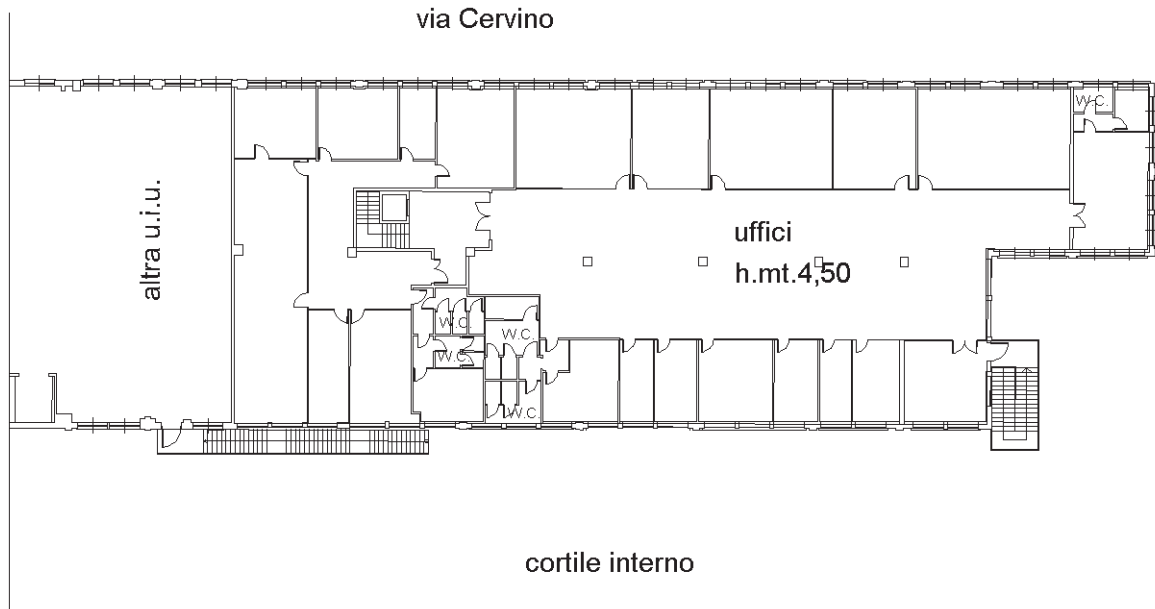 via Cervino
W.C.
altra u.i.u.
uffici
h.mt.4,50
W.C.
W.C.
W.C.
W.C.
cortile interno